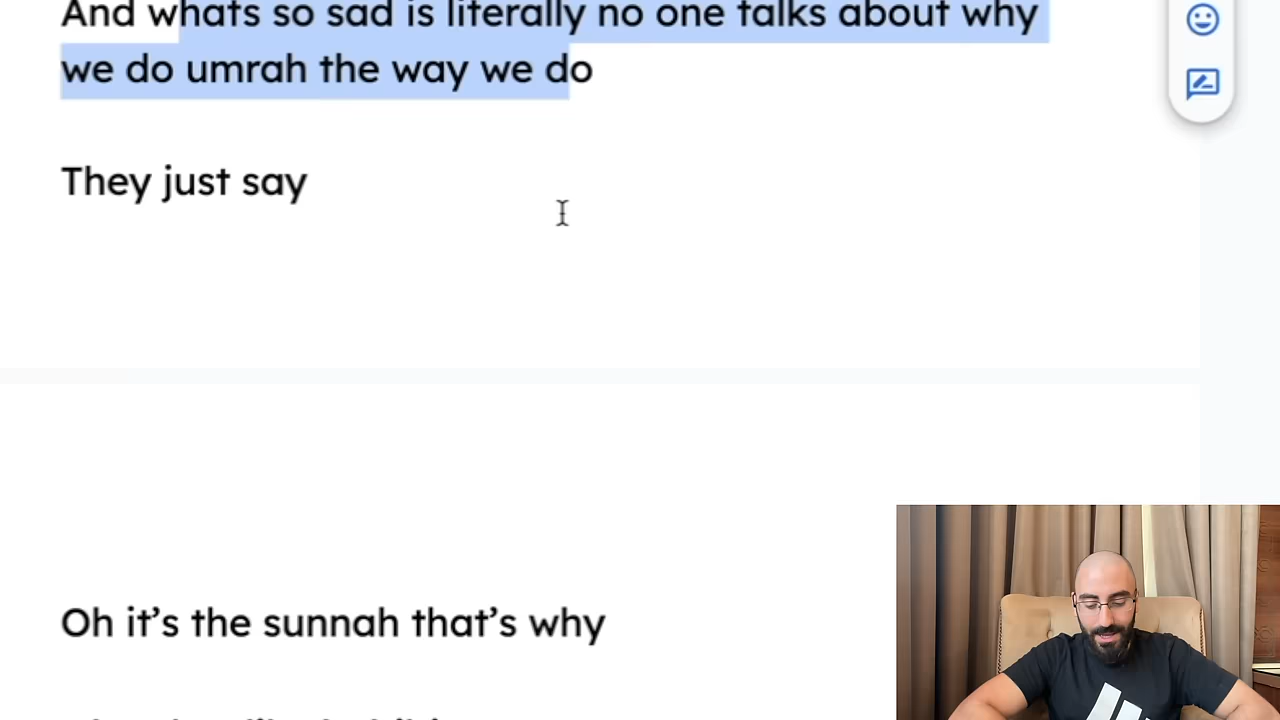 And whats so sad is literally no one talks about why
we do umrah the way we do
They just say
Oh it's the sunnah that's why